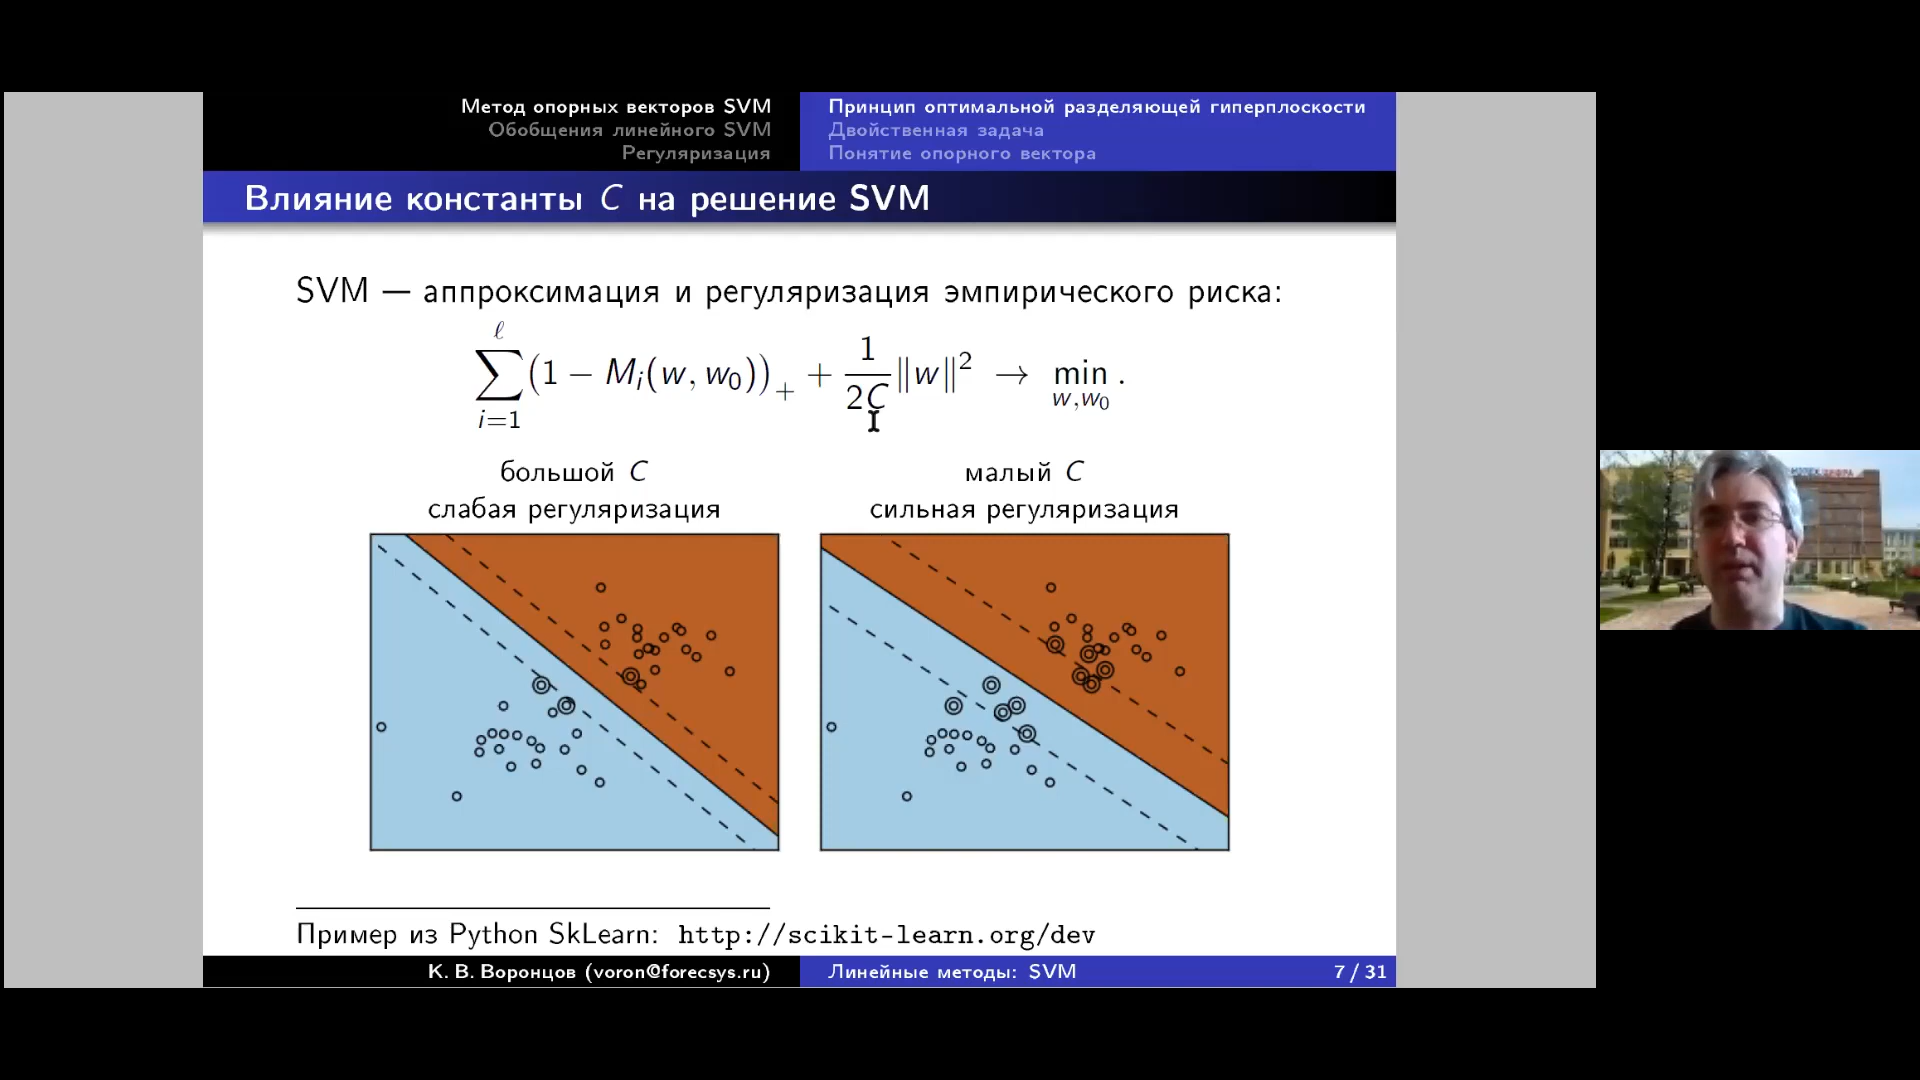 Метод опорных векторов SVM
Обобщения линейного SVM
Регуляризация
Принцип оптимальной разделяющей гиперплоскости
Двойственная задача
Понятие опорного вектора
Влияние константы C на решение SVM
SVM — аппроксимация и регуляризация эмпирического риска:
∑_{i=1}^{ℓ} (1 − M_i(w, w_0))_+ + 1/(2C) ‖w‖² → min_{w,w_0} .
большой C
слабая регуляризация
малый C
сильная регуляризация
Пример из Python SkLearn: http://scikit-learn.org/dev
К. В. Воронцов (voron@forecsys.ru)
Линейные методы: SVM
7 / 31